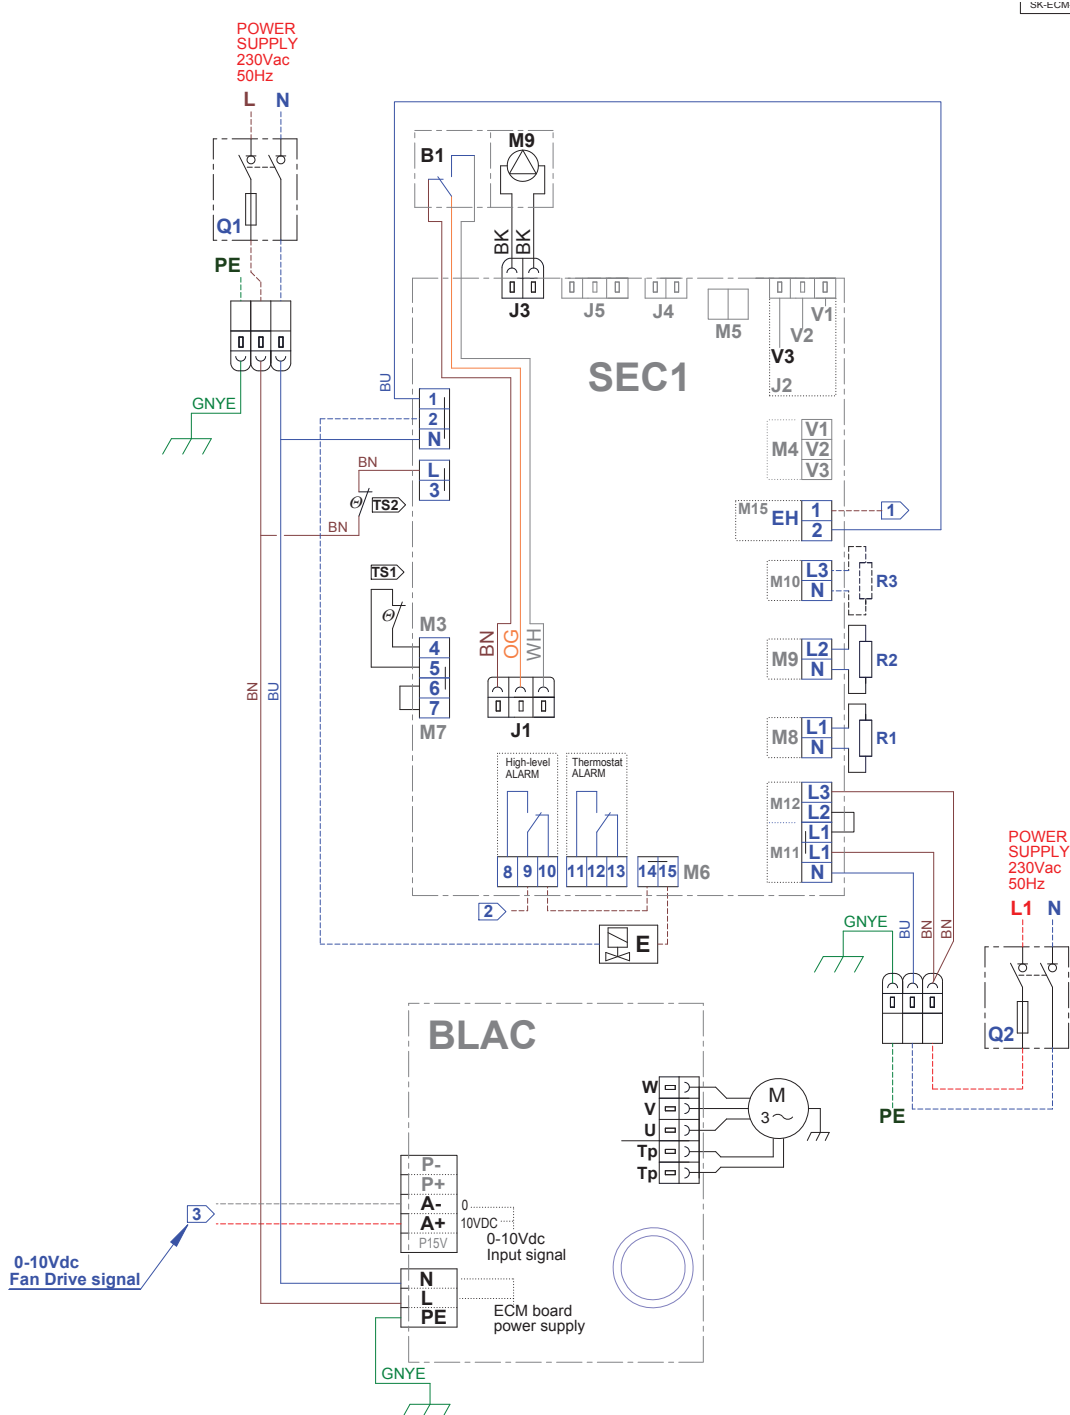 SK-ECM
POWER
SUPPLY
230Vac
50Hz
L N
Q1
PE
GNYE
B1
M9
BK BK
J3
J5
J4
M5
V1
V2
V3
J2
SEC1
BU
1
2
N
L
3
BN
TS2
BN
TS1
M3
4
5
6
7
M7
BN
BU
BN
OG
WH
J1
M4
V1
V2
V3
M15
EH
1
2
1
M10
L3
N
R3
M9
L2
N
R2
M8
L1
N
R1
M12
L3
L2
L1
M11
L1
N
High-level
ALARM
Thermostat
ALARM
8 9 10 11 12 13 14 15 M6
2
E
GNYE
BU
BN
BN
POWER
SUPPLY
230Vac
50Hz
L1 N
Q2
PE
BLAC
W
V
U
Tp
Tp
M
3
P-
P+
A- 0
A+ 10VDC
P15V
0-10Vdc
Input signal
3
0-10Vdc
Fan Drive signal
N
L
PE
ECM board
power supply
GNYE